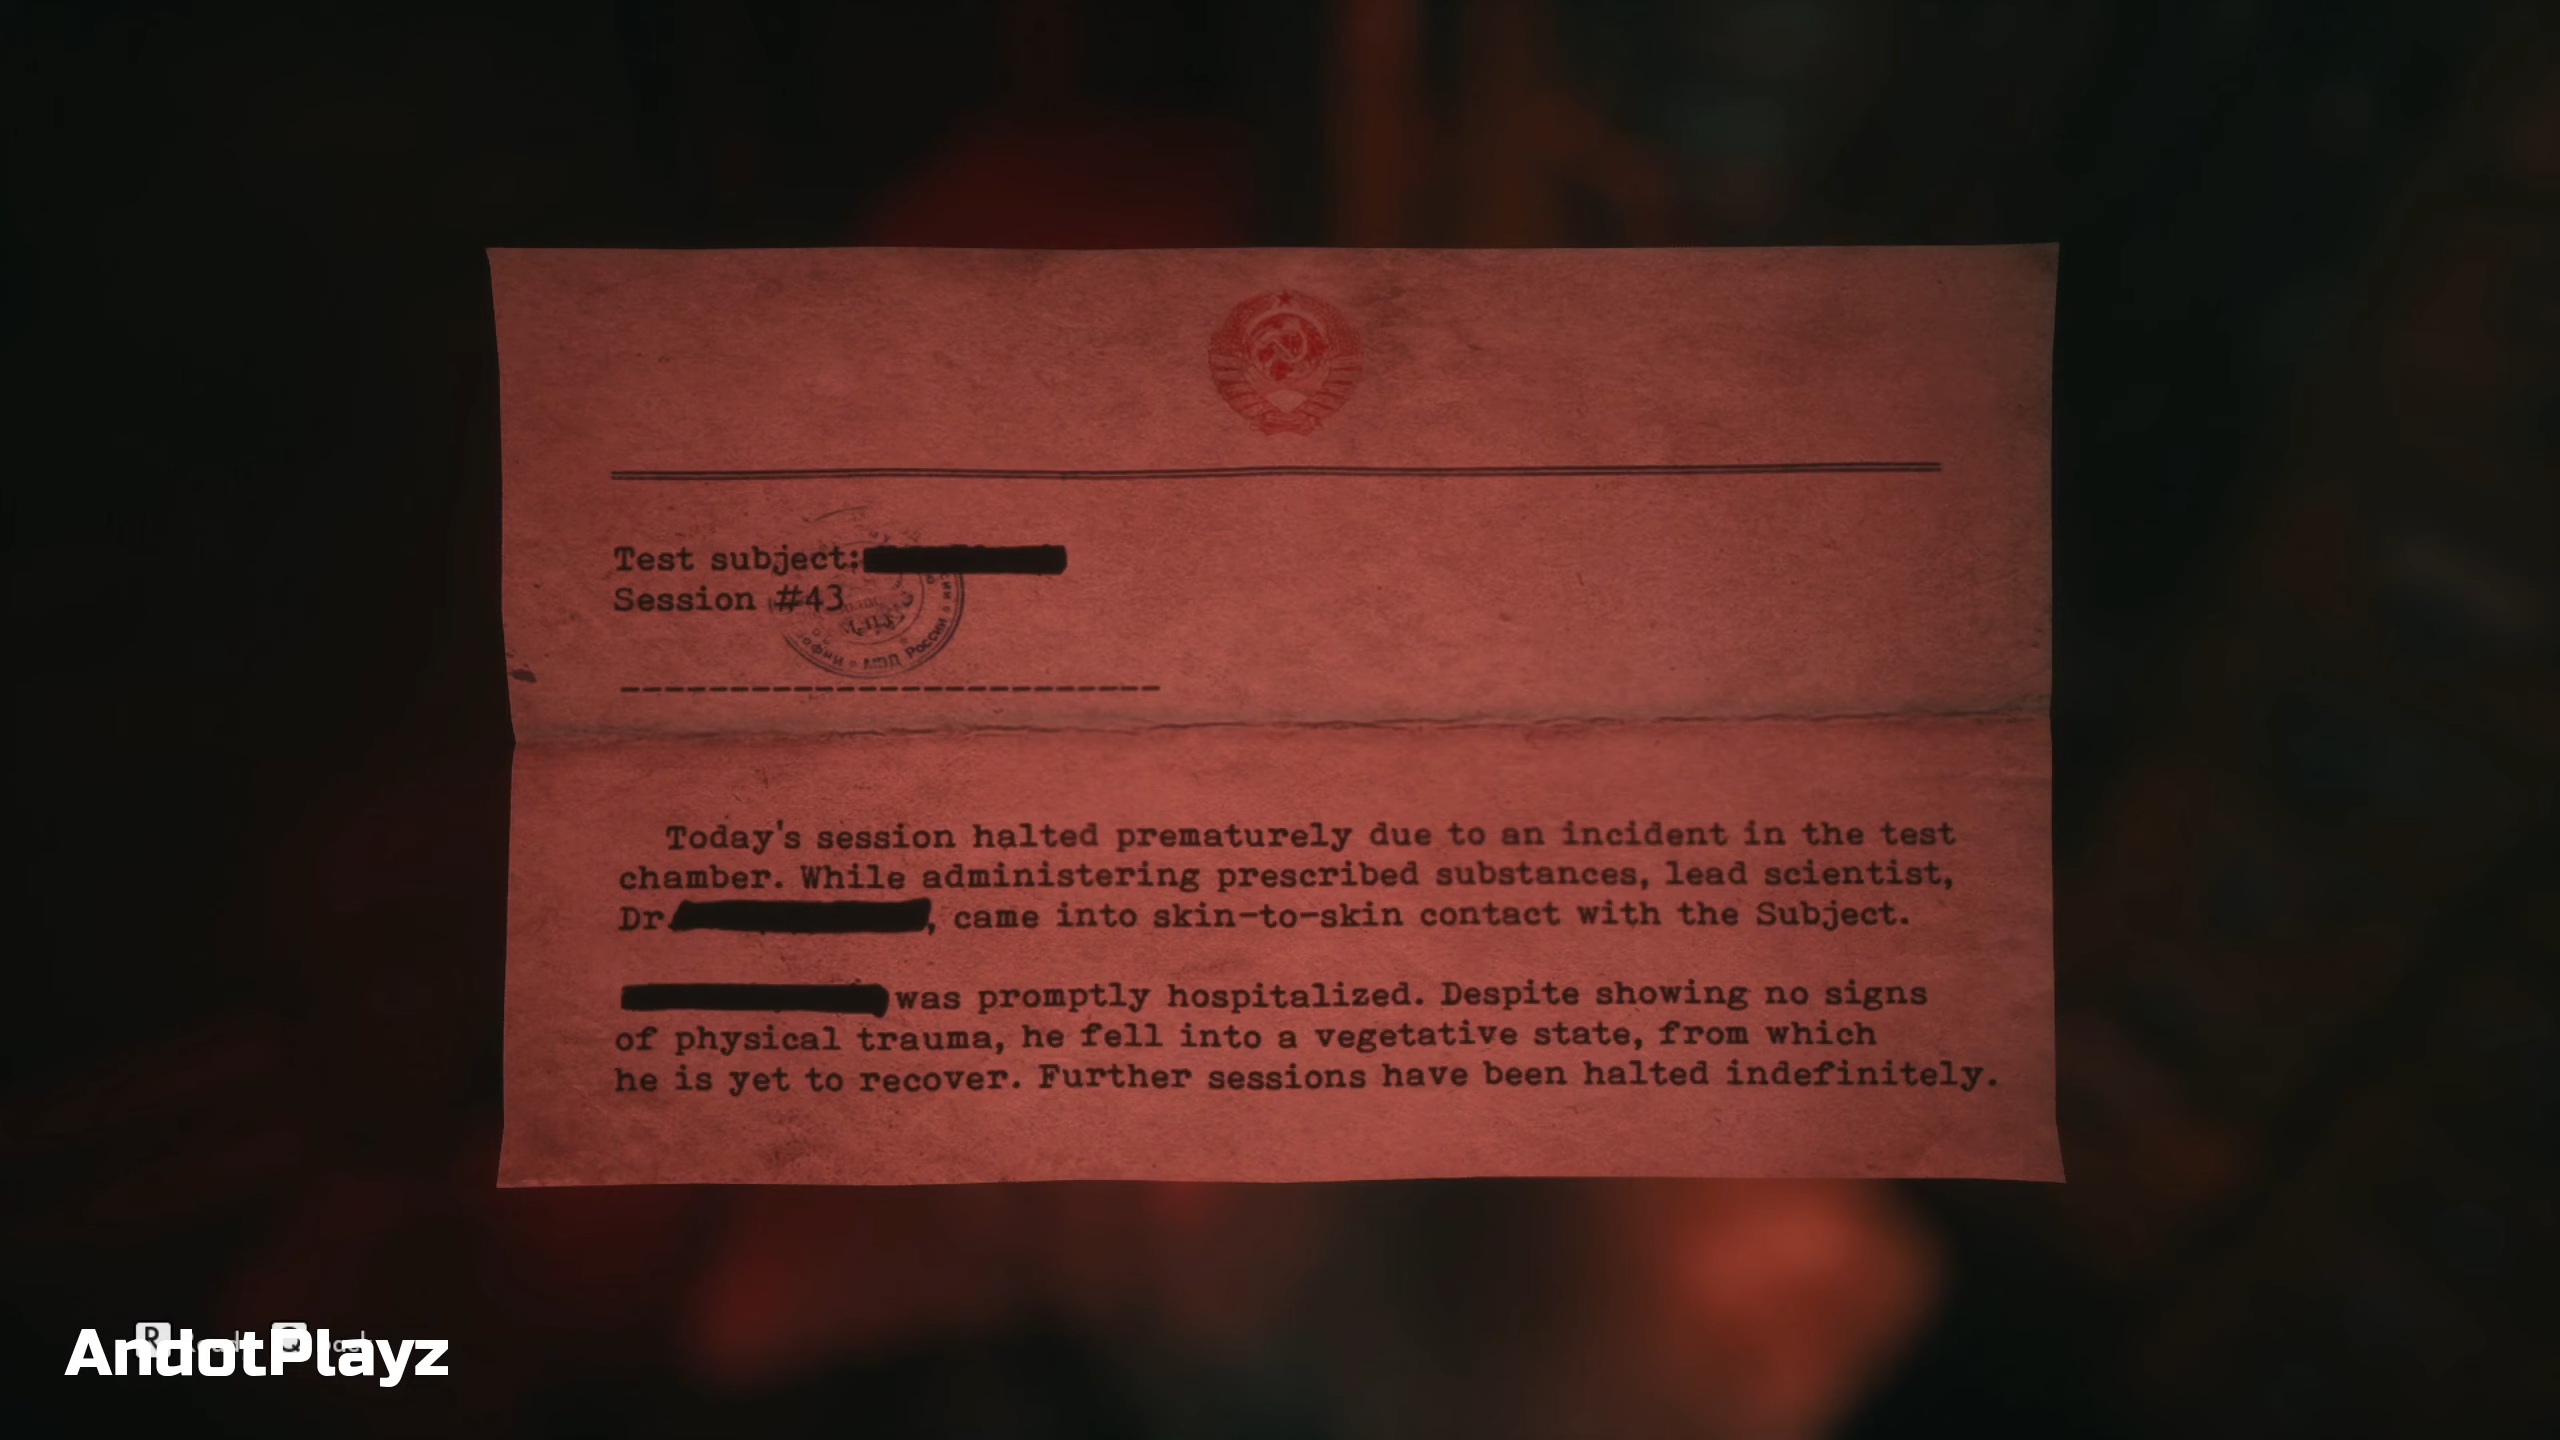 Test subject:
Session #43
МВД России
Today's session halted prematurely due to an incident in the test
chamber. While administering prescribed substances, lead scientist,
Dr , came into skin-to-skin contact with the Subject.
was promptly hospitalized. Despite showing no signs
of physical trauma, he fell into a vegetative state, from which
he is yet to recover. Further sessions have been halted indefinitely.
AndotPlayz